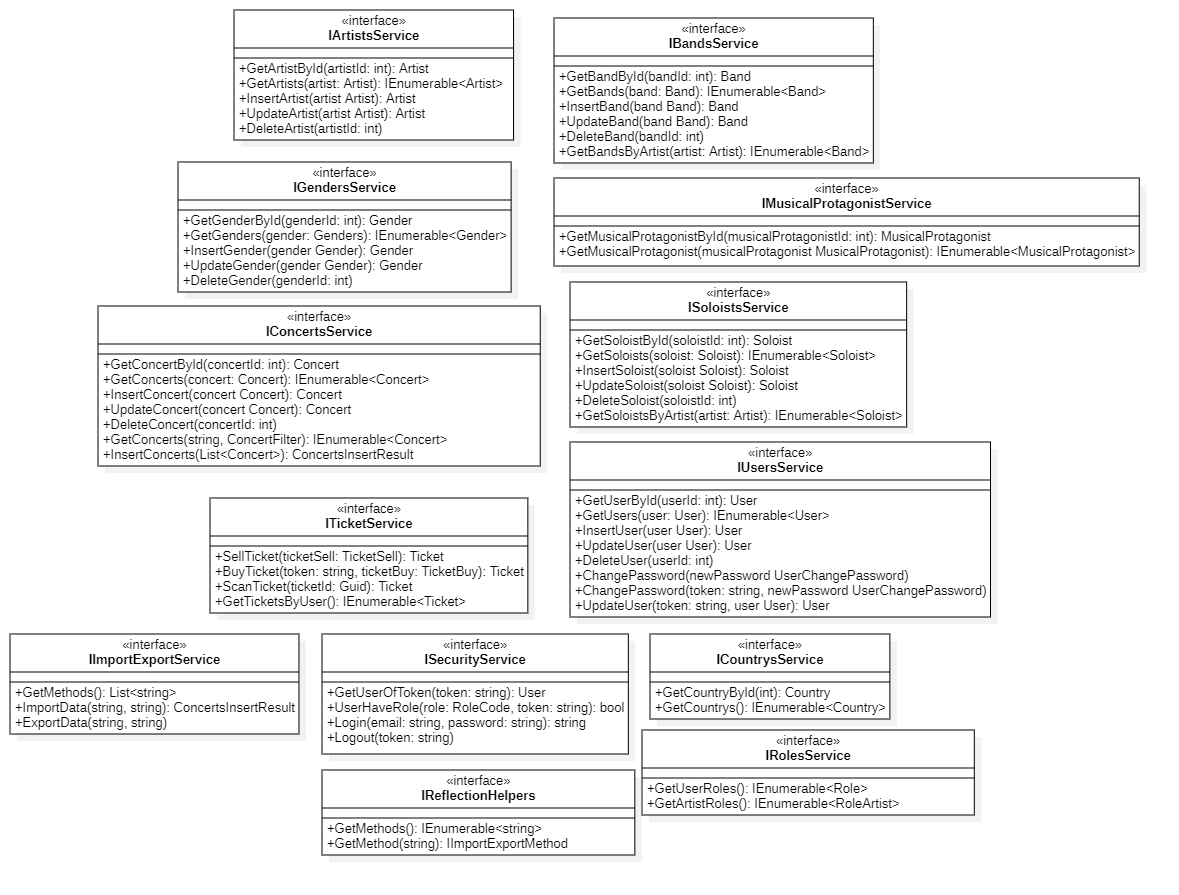 «interface»
IArtistsService
+GetArtistById(artistId: int): Artist
+GetArtists(artist: Artist): IEnumerable<Artist>
+InsertArtist(artist Artist): Artist
+UpdateArtist(artist Artist): Artist
+DeleteArtist(artistId: int)
«interface»
IBandsService
+GetBandById(bandId: int): Band
+GetBands(band: Band): IEnumerable<Band>
+InsertBand(band Band): Band
+UpdateBand(band Band): Band
+DeleteBand(bandId: int)
+GetBandsByArtist(artist: Artist): IEnumerable<Band>
«interface»
IGendersService
+GetGenderById(genderId: int): Gender
+GetGenders(gender: Genders): IEnumerable<Gender>
+InsertGender(gender Gender): Gender
+UpdateGender(gender Gender): Gender
+DeleteGender(genderId: int)
«interface»
IMusicalProtagonistService
+GetMusicalProtagonistById(musicalProtagonistId: int): MusicalProtagonist
+GetMusicalProtagonist(musicalProtagonist MusicalProtagonist): IEnumerable<MusicalProtagonist>
«interface»
IConcertsService
+GetConcertById(concertId: int): Concert
+GetConcerts(concert: Concert): IEnumerable<Concert>
+InsertConcert(concert Concert): Concert
+UpdateConcert(concert Concert): Concert
+DeleteConcert(concertId: int)
+GetConcerts(string, ConcertFilter): IEnumerable<Concert>
+InsertConcerts(List<Concert>): ConcertsInsertResult
«interface»
ISoloistsService
+GetSoloistById(soloistId: int): Soloist
+GetSoloists(soloist: Soloist): IEnumerable<Soloist>
+InsertSoloist(soloist Soloist): Soloist
+UpdateSoloist(soloist Soloist): Soloist
+DeleteSoloist(soloistId: int)
+GetSoloistsByArtist(artist: Artist): IEnumerable<Soloist>
«interface»
IUsersService
+GetUserById(userId: int): User
+GetUsers(user: User): IEnumerable<User>
+InsertUser(user User): User
+UpdateUser(user User): User
+DeleteUser(userId: int)
+ChangePassword(newPassword UserChangePassword)
+ChangePassword(token: string, newPassword UserChangePassword)
+UpdateUser(token: string, user User): User
«interface»
ITicketService
+SellTicket(ticketSell: TicketSell): Ticket
+BuyTicket(token: string, ticketBuy: TicketBuy): Ticket
+ScanTicket(ticketId: Guid): Ticket
+GetTicketsByUser(): IEnumerable<Ticket>
«interface»
IImportExportService
+GetMethods(): List<string>
+ImportData(string, string): ConcertsInsertResult
+ExportData(string, string)
«interface»
ISecurityService
+GetUserOfToken(token: string): User
+UserHaveRole(role: RoleCode, token: string): bool
+Login(email: string, password: string): string
+Logout(token: string)
«interface»
ICountrysService
+GetCountryById(int): Country
+GetCountrys(): IEnumerable<Country>
«interface»
IRolesService
+GetUserRoles(): IEnumerable<Role>
+GetArtistRoles(): IEnumerable<RoleArtist>
«interface»
IReflectionHelpers
+GetMethods(): IEnumerable<string>
+GetMethod(string): IImportExportMethod